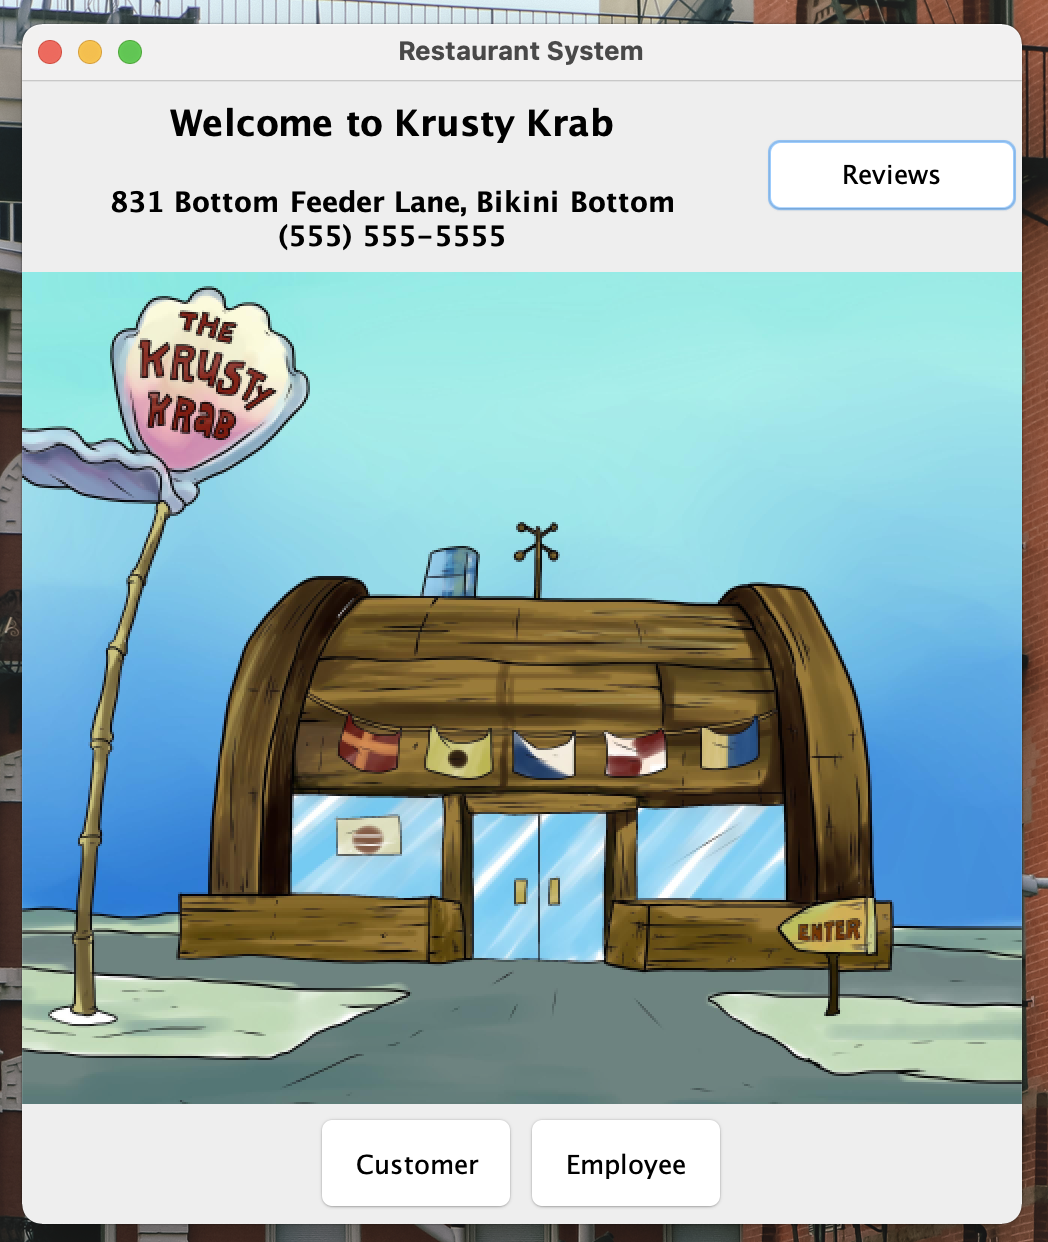 Restaurant System
Welcome to Krusty Krab
Reviews
831 Bottom Feeder Lane, Bikini Bottom
(555) 555-5555
THE
KRUSTY
KRAB
ENTER
Customer
Employee